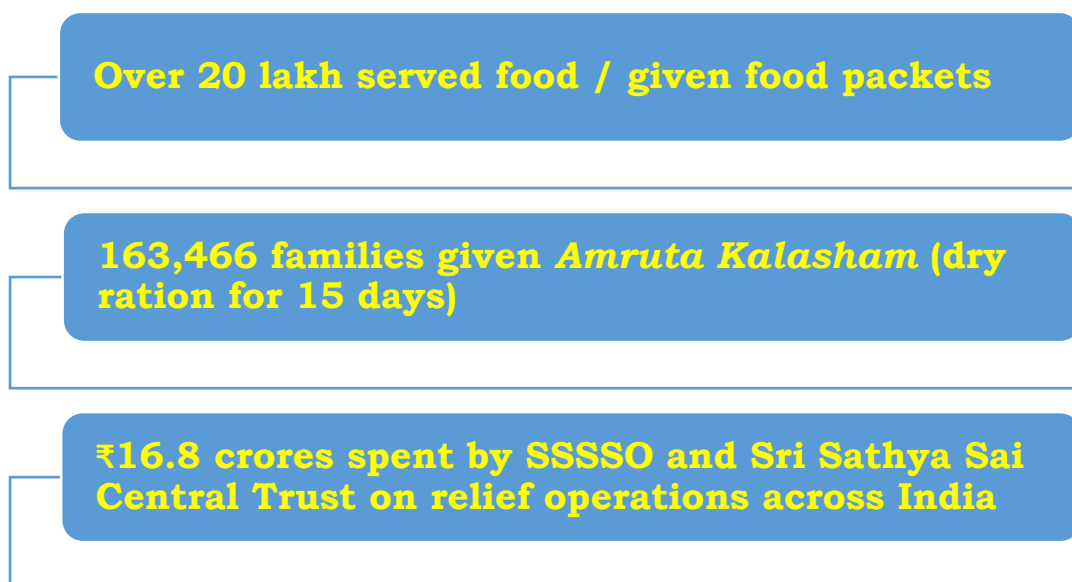 Over 20 lakh served food / given food packets
163,466 families given Amruta Kalasham (dry
ration for 15 days)
₹16.8 crores spent by SSSSO and Sri Sathya Sai
Central Trust on relief operations across India